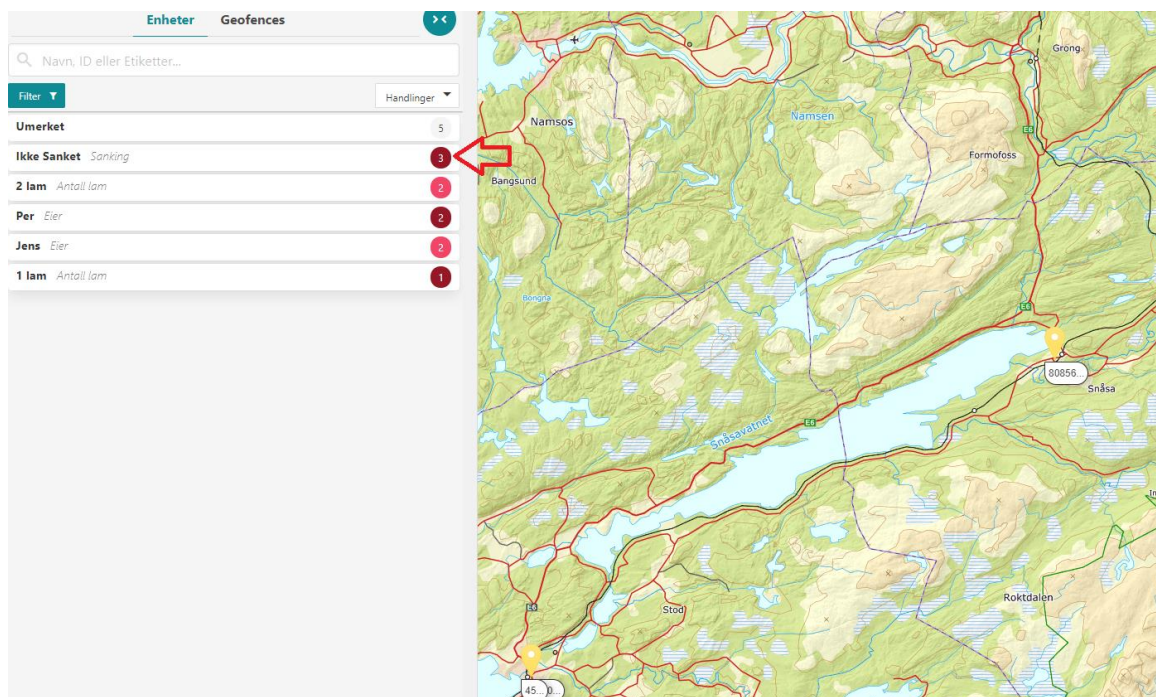 Enheter Geofences
Navn, ID eller Etiketter...
Filter
Handlinger
Umerket 5
Ikke Sanket Sanking 3
2 lam Antall lam 2
Per Eier 2
Jens Eier 2
1 lam Antall lam 1
Grong
Namsos
Namsen
E6
Formofoss
Bangsund
Bongna
E6
80856...
Snåsa
Snåsavatnet
E6
Roktdalen
E6
Stod
45...